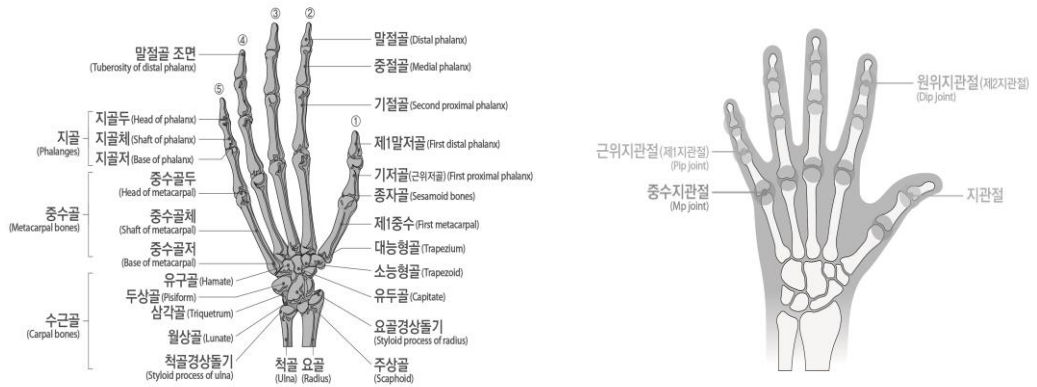 ①
②
③
④
⑤
말절골 조면
(Tuberosity of distal phalanx)
지골
(Phalanges)
지골두 (Head of phalanx)
지골체 (Shaft of phalanx)
지골저 (Base of phalanx)
중수골
(Metacarpal bones)
중수골두
(Head of metacarpal)
중수골체
(Shaft of metacarpal)
중수골저
(Base of metacarpal)
수근골
(Carpal bones)
유구골 (Hamate)
두상골 (Pisiform)
삼각골 (Triquetrum)
월상골 (Lunate)
척골경상돌기
(Styloid process of ulna)
척골
(Ulna)
요골
(Radius)
말절골 (Distal phalanx)
중절골 (Medial phalanx)
기절골 (Second proximal phalanx)
제1말저골 (First distal phalanx)
기저골(근위저골) (First proximal phalanx)
종자골 (Sesamoid bones)
제1중수 (First metacarpal)
대능형골 (Trapezium)
소능형골 (Trapezoid)
유두골 (Capitate)
요골경상돌기
(Styloid process of radius)
주상골
(Scaphoid)
원위지관절 (제2지관절)
(Dip joint)
근위지관절 (제1지관절)
(PIp joint)
중수지관절
(Mp joint)
지관절